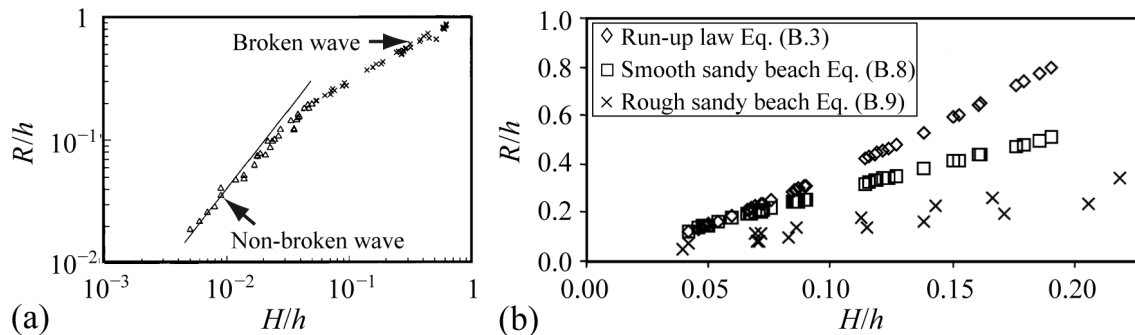 1
Broken wave
R/h
10⁻¹
Non-broken wave
10⁻²
10⁻³
10⁻²
10⁻¹
1
H/h
(a)
1.0
Run-up law Eq. (B.3)
0.8
Smooth sandy beach Eq. (B.8)
Rough sandy beach Eq. (B.9)
0.6
R/h
0.4
0.2
0.0
0.00
0.05
0.10
0.15
0.20
H/h
(b)